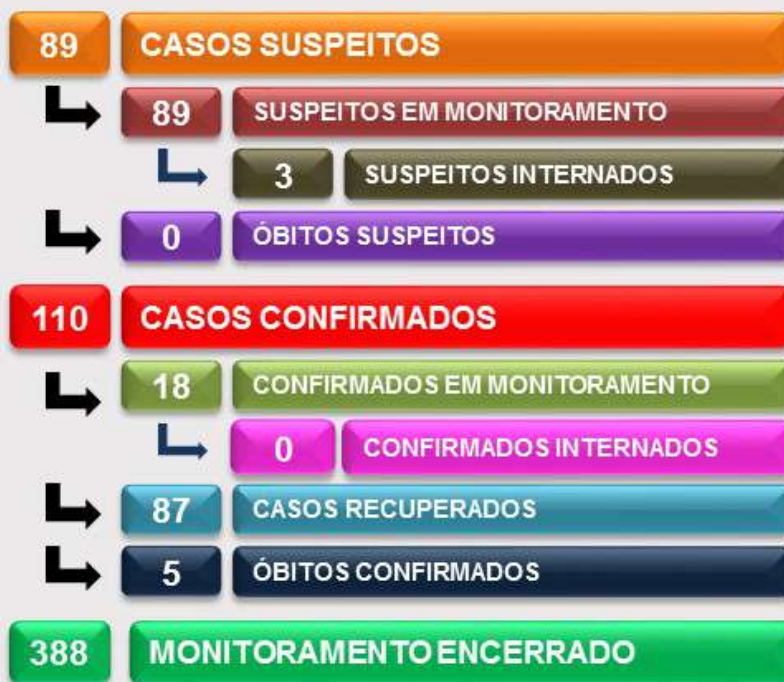 89 CASOS SUSPEITOS
89 SUSPEITOS EM MONITORAMENTO
3 SUSPEITOS INTERNADOS
0 ÓBITOS SUSPEITOS
110 CASOS CONFIRMADOS
18 CONFIRMADOS EM MONITORAMENTO
0 CONFIRMADOS INTERNADOS
87 CASOS RECUPERADOS
5 ÓBITOS CONFIRMADOS
388 MONITORAMENTO ENCERRADO